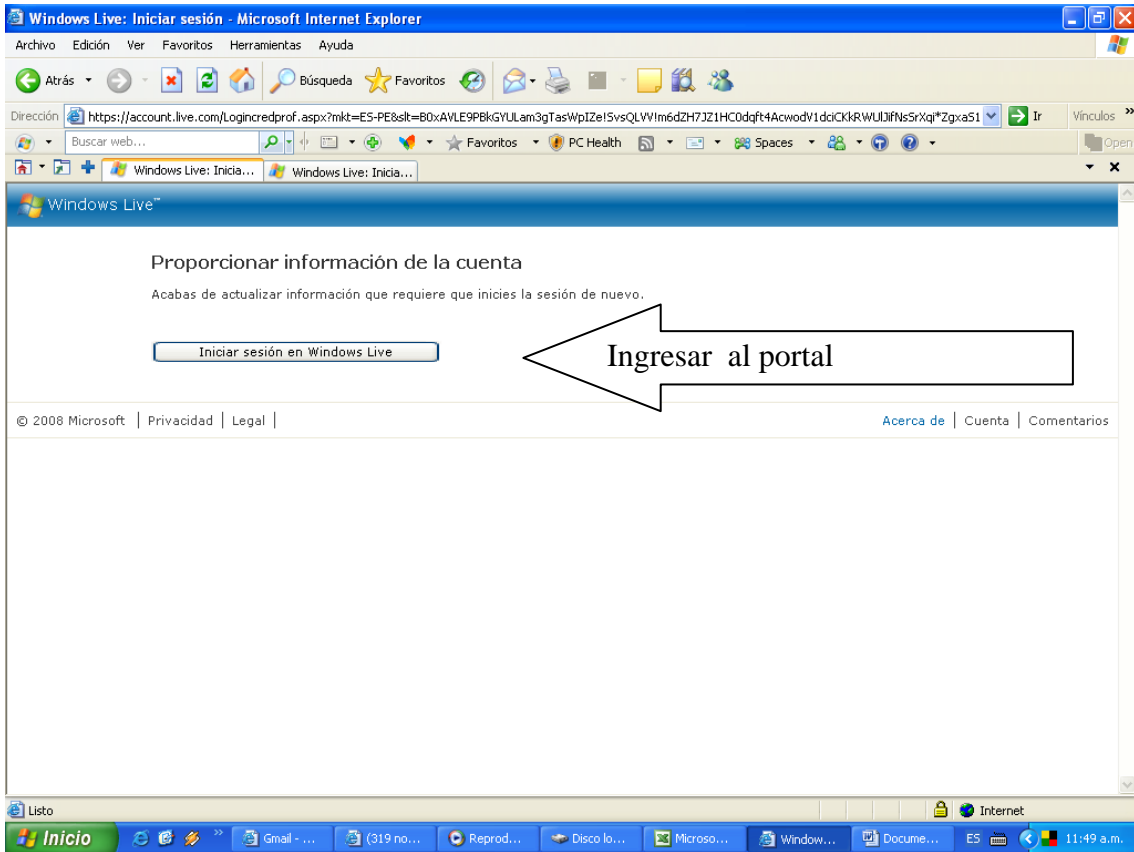 Windows Live: Iniciar sesión - Microsoft Internet Explorer
Archivo Edición Ver Favoritos Herramientas Ayuda
Atrás Búsqueda Favoritos
Dirección https://account.live.com/Logincredprof.aspx?mkt=ES-PE&slt= Ir Vínculos »
Buscar web... Favoritos PC Health Spaces Open
Windows Live: Inicia... Windows Live: Inicia...
Windows Live™
Proporcionar información de la cuenta
Acabas de actualizar información que requiere que inicies la sesión de nuevo.
Iniciar sesión en Windows Live
Ingresar al portal
© 2008 Microsoft | Privacidad | Legal |
Acerca de | Cuenta | Comentarios
Listo Internet
Inicio » Gmail - ... (319 no... Reprod... Disco lo... Microso... Window... Docume... ES 11:49 a.m.